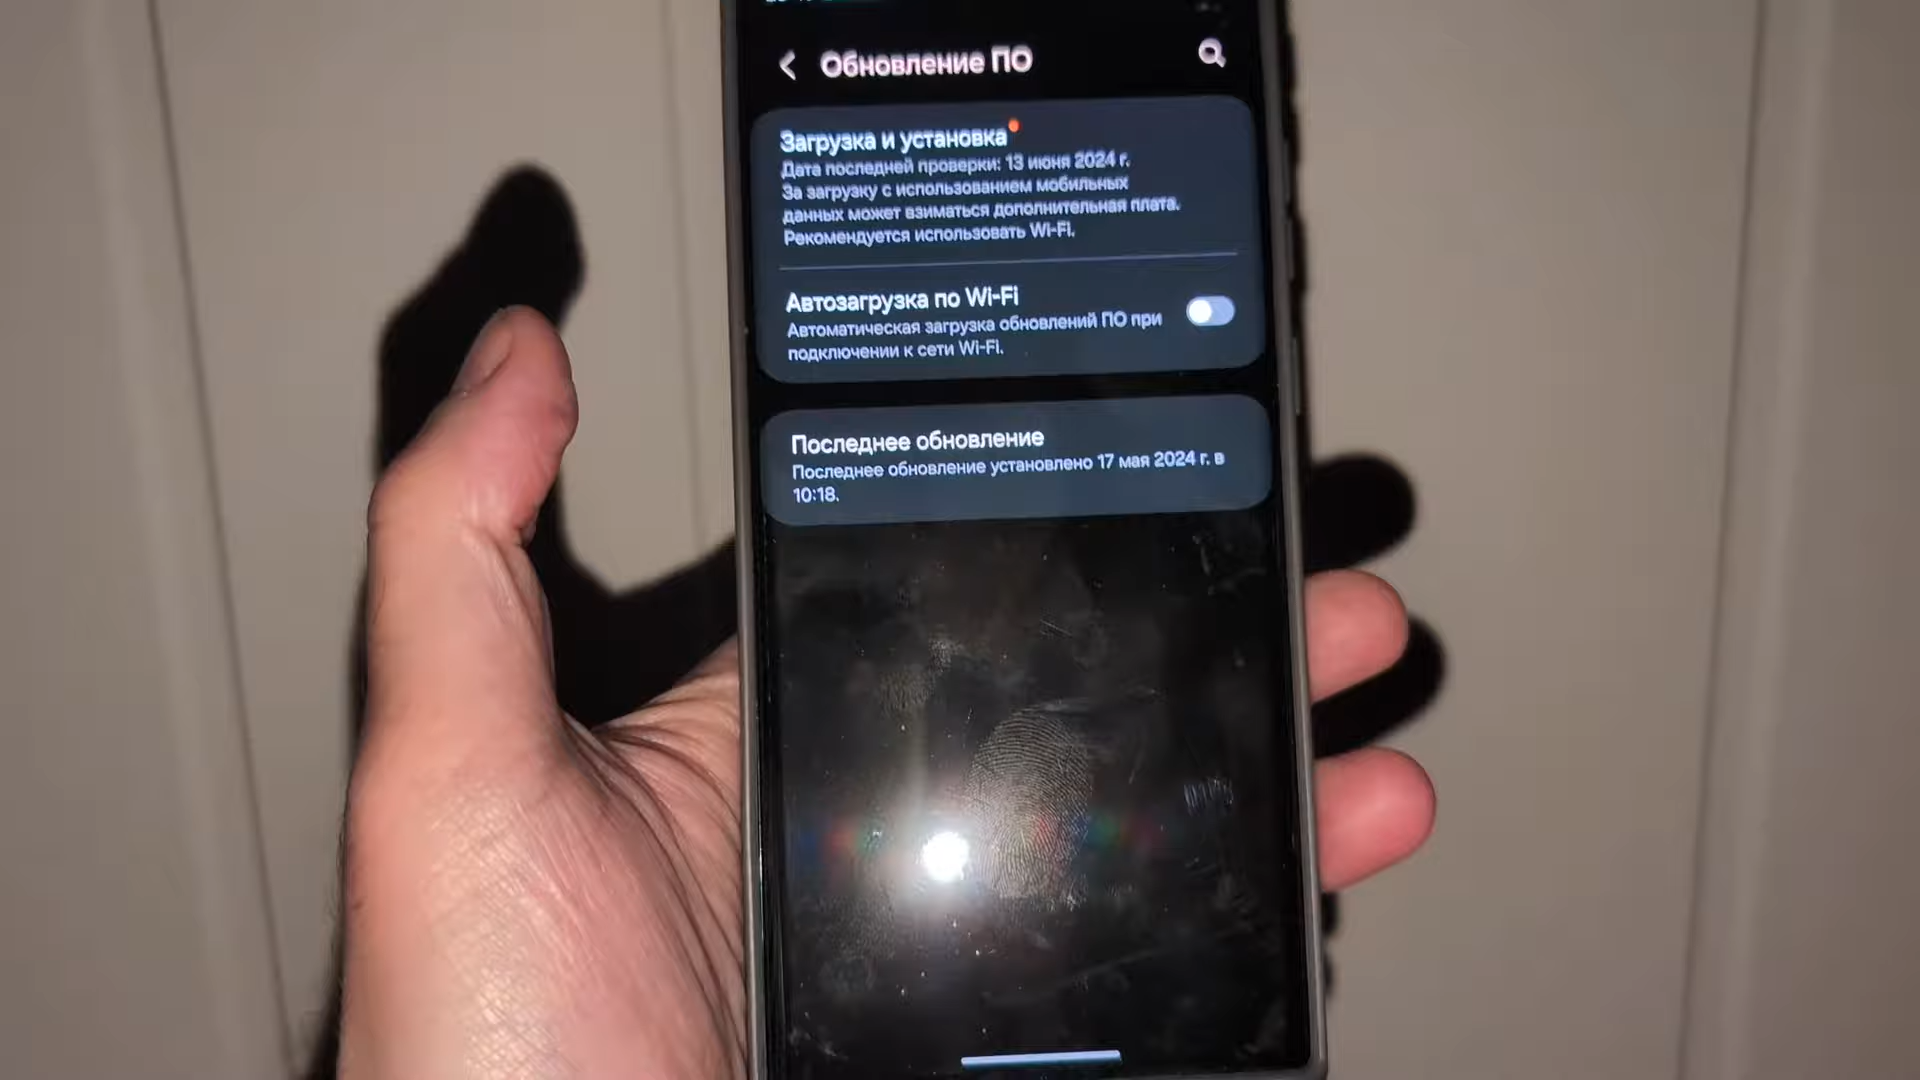 Обновление ПО
Загрузка и установка
Дата последней проверки: 13 июня 2024 г.
За загрузку с использованием мобильных
данных может взиматься дополнительная плата.
Рекомендуется использовать Wi-Fi.
Автозагрузка по Wi-Fi
Автоматическая загрузка обновлений ПО при
подключении к сети Wi-Fi.
Последнее обновление
Последнее обновление установлено 17 мая 2024 г. в
10:18.